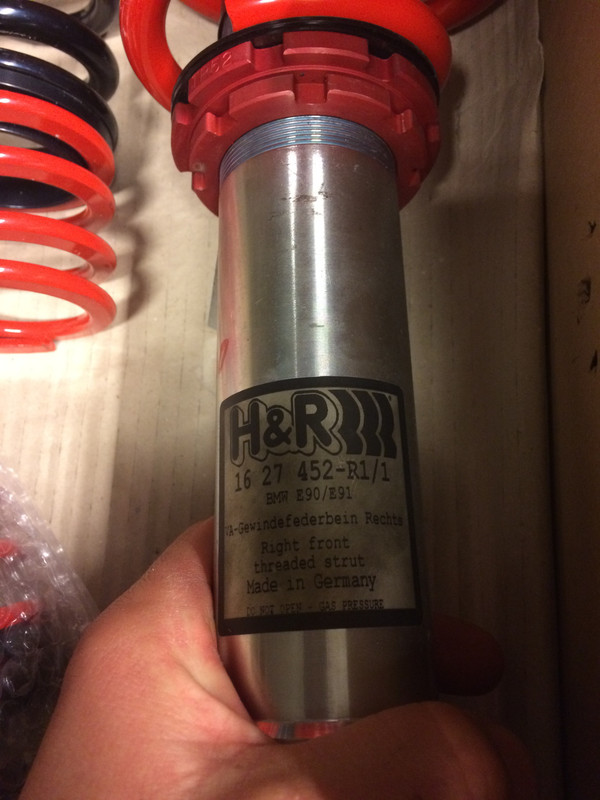 H&R
16 27 452-R1/1
BMW E90/E91
VA-Gewindefederbein Rechts
Right front
threaded strut
Made in Germany
DO NOT OPEN - GAS PRESSURE